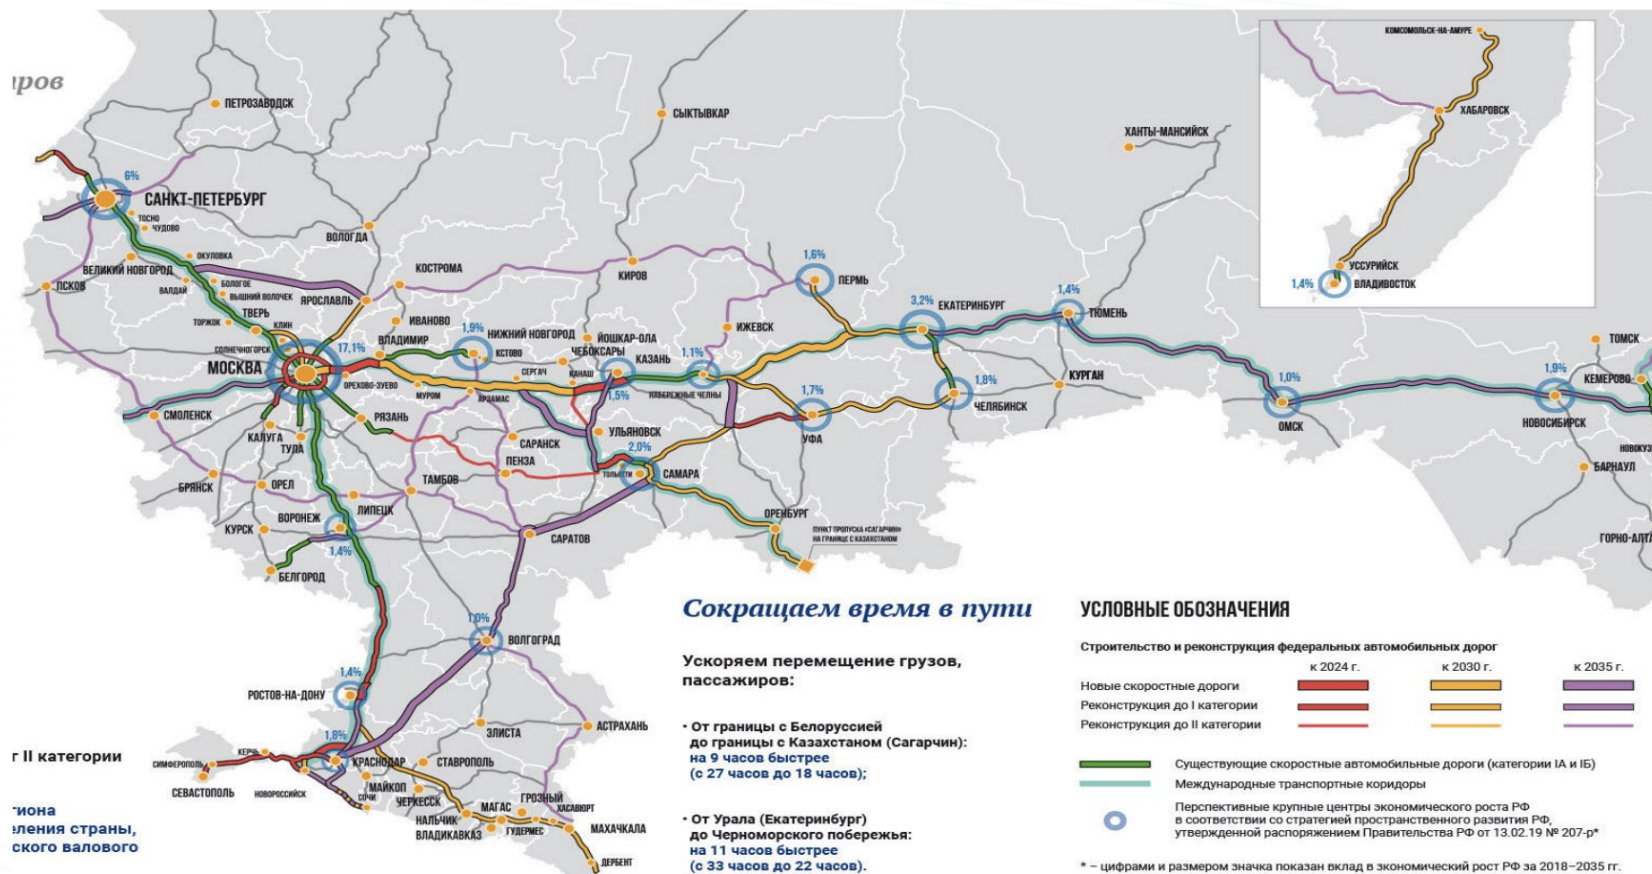 КОМСОМОЛЬСК-НА-АМУРЕ
ХАБАРОВСК
УССУРИЙСК
1,4%
ВЛАДИВОСТОК
ПЕТРОЗАВОДСК
СЫКТЫВКАР
ХАНТЫ-МАНСИЙСК
6%
САНКТ-ПЕТЕРБУРГ
ТОСНО
ЧУДОВО
ВОЛОГДА
ОКУЛОВКА
ВЕЛИКИЙ НОВГОРОД
КОСТРОМА
КИРОВ
1,6%
ПЕРМЬ
ПСКОВ
ВАЛДАЙ
БОЛОГОЕ
ВЫШНИЙ ВОЛОЧЕК
ЯРОСЛАВЛЬ
3,2%
ЕКАТЕРИНБУРГ
1,4%
ТЮМЕНЬ
ТВЕРЬ
ТОРЖОК
КЛИН
ИВАНОВО
1,9%
НИЖНИЙ НОВГОРОД
ЙОШКАР-ОЛА
ИЖЕВСК
ТОМСК
СОЛНЕЧНОГОРСК
17,1%
ВЛАДИМИР
КСТОВО
ЧЕБОКСАРЫ
КАЗАНЬ
1,1%
МОСКВА
ОРЕХОВО-ЗУЕВО
СЕРГАЧ
КАНАШ
1,9%
КЕМЕРОВО
МУРОМ
АРЗАМАС
1,5%
НАБЕРЕЖНЫЕ ЧЕЛНЫ
1,7%
1,8%
КУРГАН
1,0%
ЧЕЛЯБИНСК
СМОЛЕНСК
РЯЗАНЬ
НОВОСИБИРСК
КАЛУГА
УЛЬЯНОВСК
УФА
ОМСК
ТУЛА
САРАНСК
2,0%
НОВОКУЗ
ПЕНЗА
ТОЛЬЯТТИ
САМАРА
БАРНАУЛ
БРЯНСК
ОРЕЛ
ТАМБОВ
ЛИПЕЦК
ОРЕНБУРГ
КУРСК
ВОРОНЕЖ
ПУНКТ ПРОПУСКА «САГАРЧИН»
НА ГРАНИЦЕ С КАЗАХСТАНОМ
1,4%
САРАТОВ
ГОРНО-АЛТА
БЕЛГОРОД
1,0%
ВОЛГОГРАД
1,4%
РОСТОВ-НА-ДОНУ
ЭЛИСТА
АСТРАХАНЬ
1,8%
КЕРЧЬ
СИМФЕРОПОЛЬ
КРАСНОДАР
СТАВРОПОЛЬ
СЕВАСТОПОЛЬ
НОВОРОССИЙСК
МАЙКОП
СОЧИ
ЧЕРКЕССК
МАГАС
ГРОЗНЫЙ
ХАСАВЮРТ
НАЛЬЧИК
ВЛАДИКАВКАЗ
ГУДЕРМЕС
МАХАЧКАЛА
ДЕРБЕНТ
г II категории
гиона
еления страны,
ского валового
Сокращаем время в пути
Ускоряем перемещение грузов,
пассажиров:
• От границы с Белоруссией
до границы с Казахстаном (Сагарчин):
на 9 часов быстрее
(с 27 часов до 18 часов);
• От Урала (Екатеринбург)
до Черноморского побережья:
на 11 часов быстрее
(с 33 часов до 22 часов).
УСЛОВНЫЕ ОБОЗНАЧЕНИЯ
Строительство и реконструкция федеральных автомобильных дорог
к 2024 г. к 2030 г. к 2035 г.
Новые скоростные дороги
Реконструкция до I категории
Реконструкция до II категории
Существующие скоростные автомобильные дороги (категории IА и IБ)
Международные транспортные коридоры
Перспективные крупные центры экономического роста РФ
в соответствии со стратегией пространственного развития РФ,
утвержденной распоряжением Правительства РФ от 13.02.19 № 207-р*
* – цифрами и размером значка показан вклад в экономический рост РФ за 2018–2035 гг.